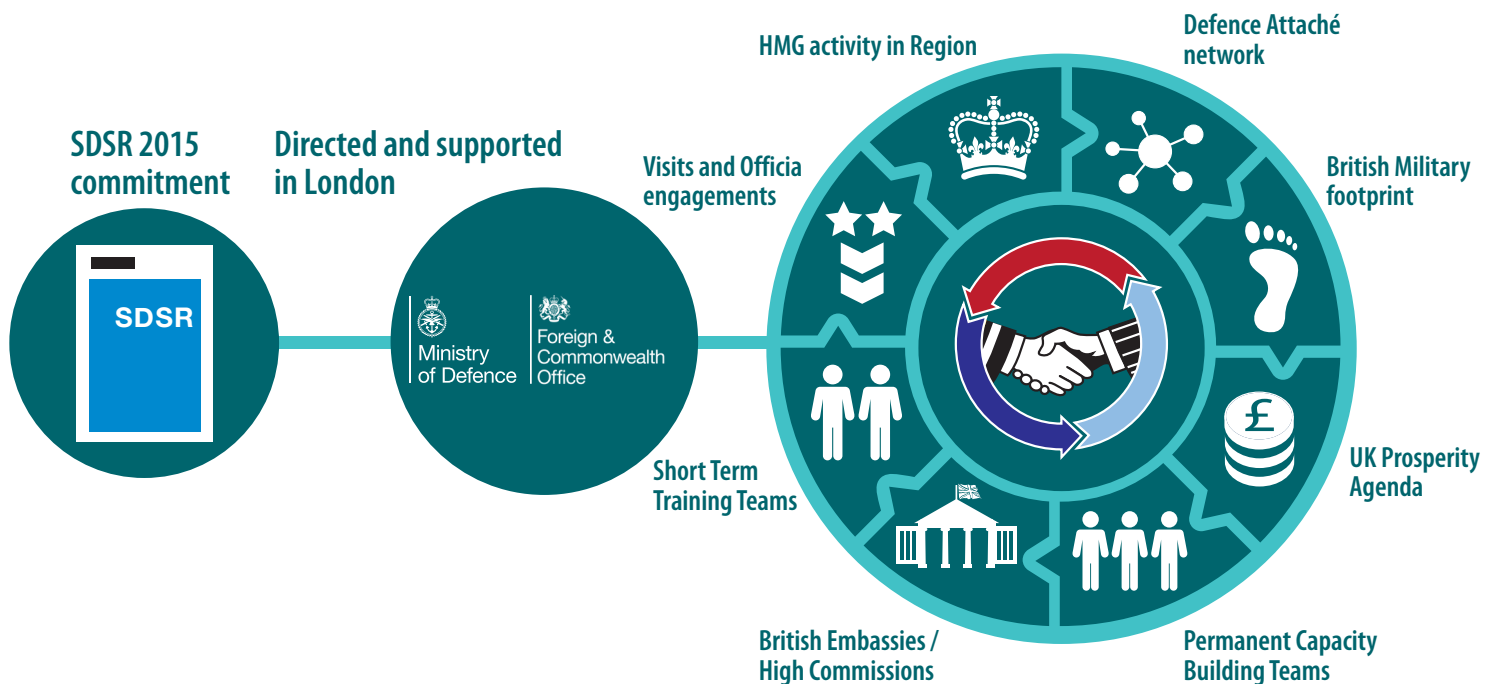 SDSR 2015
commitment
Directed and supported
in London
SDSR
Ministry
of Defence
Foreign &
Commonwealth
Office
HMG activity in Region
Defence Attaché
network
Visits and Officia
engagements
British Military
footprint
£
Short Term
Training Teams
UK Prosperity
Agenda
British Embassies /
High Commissions
Permanent Capacity
Building Teams